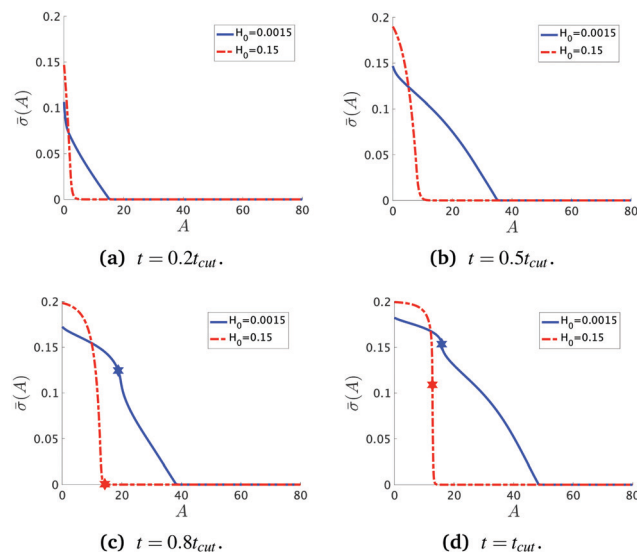 0.2
0.15
0.1
0.05
0
σ̄(A)
0 20 40 60 80
A
H₀=0.0015
H₀=0.15
(a) t = 0.2t_cut.
0.2
0.15
0.1
0.05
0
σ̄(A)
0 20 40 60 80
A
H₀=0.0015
H₀=0.15
(b) t = 0.5t_cut.
0.2
0.15
0.1
0.05
0
σ̄(A)
0 20 40 60 80
A
H₀=0.0015
H₀=0.15
(c) t = 0.8t_cut.
0.2
0.15
0.1
0.05
0
σ̄(A)
0 20 40 60 80
A
H₀=0.0015
H₀=0.15
(d) t = t_cut.